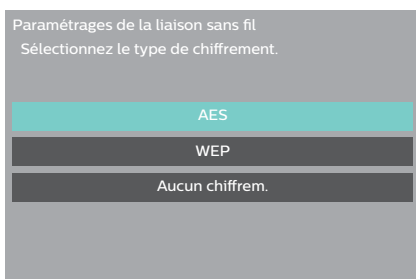 Paramétrages de la liaison sans fil
Sélectionnez le type de chiffrement.
AES
WEP
Aucun chiffrem.